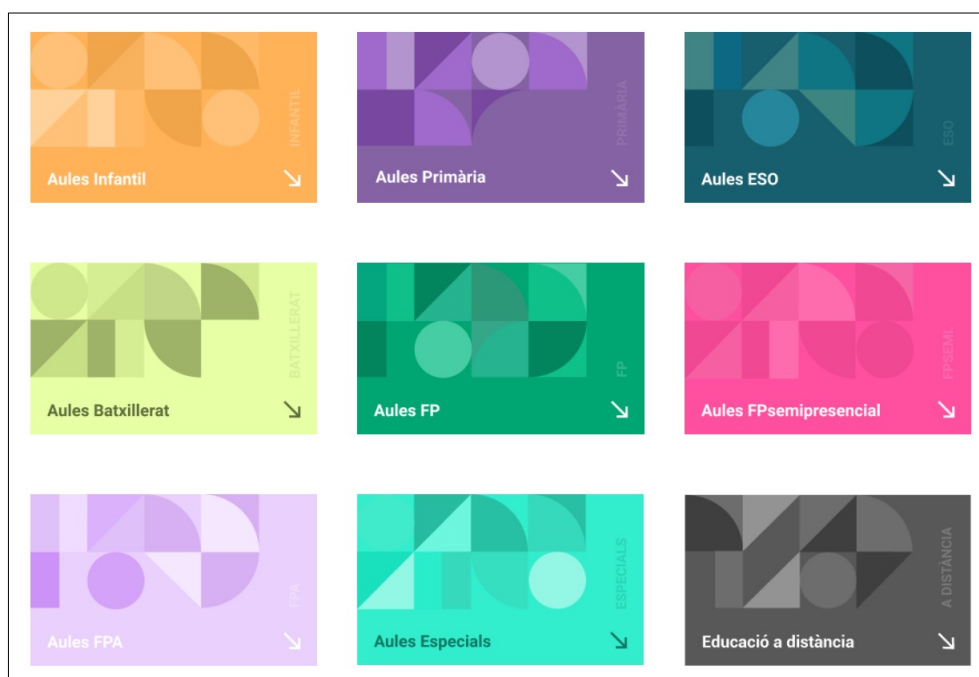 INFANTIL
Aules Infantil
PRIMÀRIA
Aules Primària
ESO
Aules ESO
BATXILLERAT
Aules Batxillerat
FP
Aules FP
FPSEMI
Aules FPsemipresencial
FPA
Aules FPA
ESPECIALS
Aules Especials
A DISTÀNCIA
Educació a distància